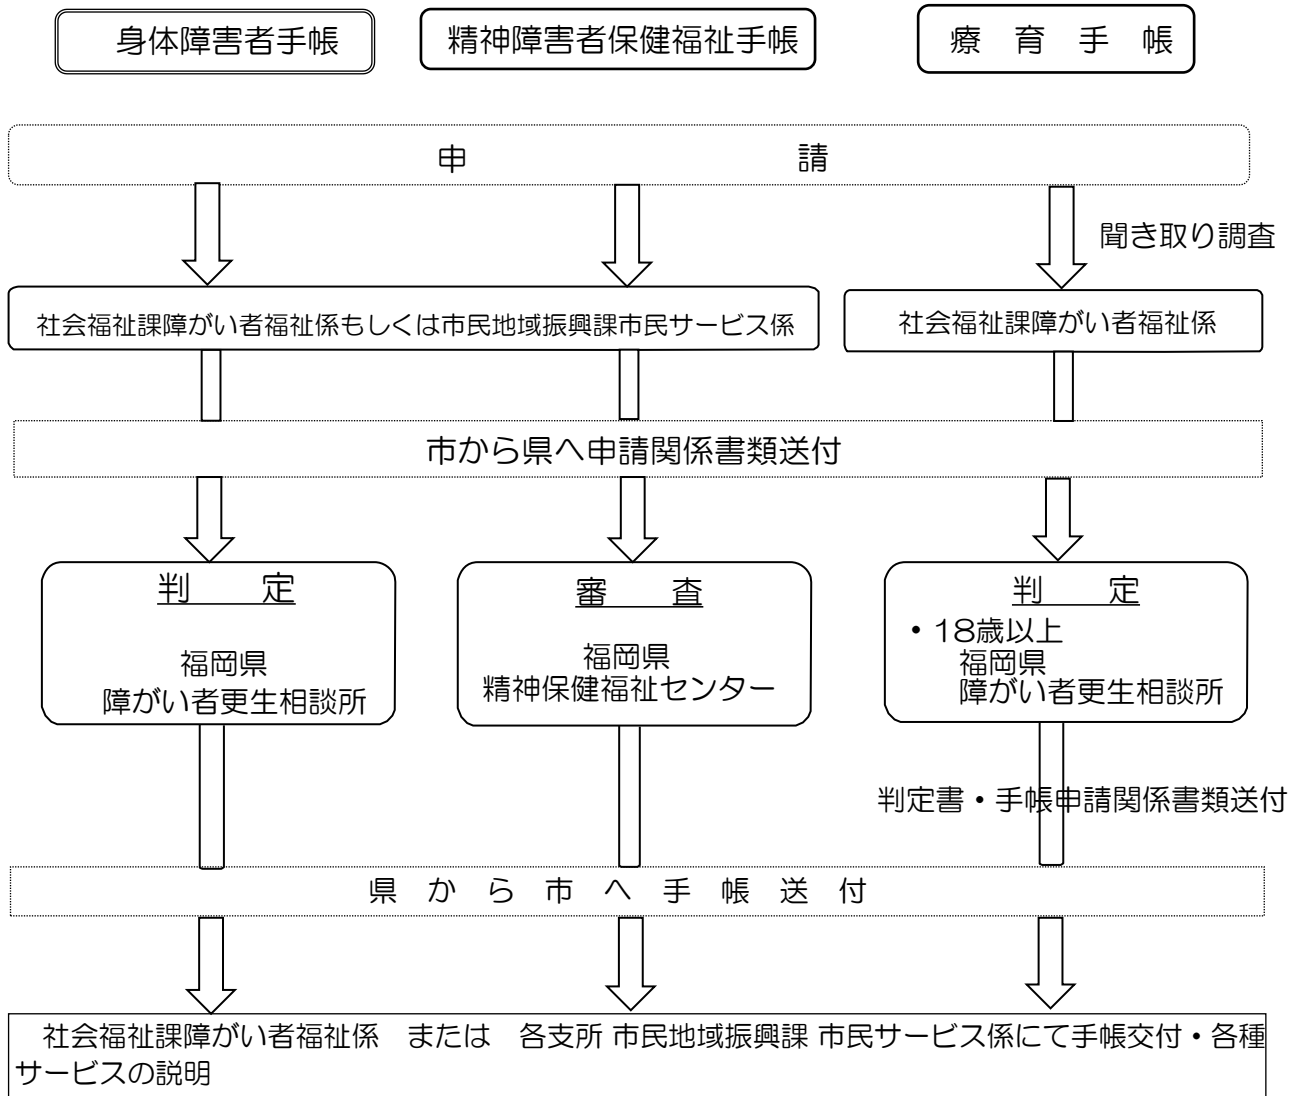 身体障害者手帳
精神障害者保健福祉手帳
療　育　手　帳
申　請
聞き取り調査
社会福祉課障がい者福祉係もしくは市民地域振興課市民サービス係
社会福祉課障がい者福祉係
市から県へ申請関係書類送付
判　定
福岡県
障がい者更生相談所
審　査
福岡県
精神保健福祉センター
判　定
・18歳以上
福岡県
障がい者更生相談所
判定書・手帳申請関係書類送付
県　か　ら　市　へ　手　帳　送　付
社会福祉課障がい者福祉係　または　各支所 市民地域振興課 市民サービス係にて手帳交付・各種
サービスの説明